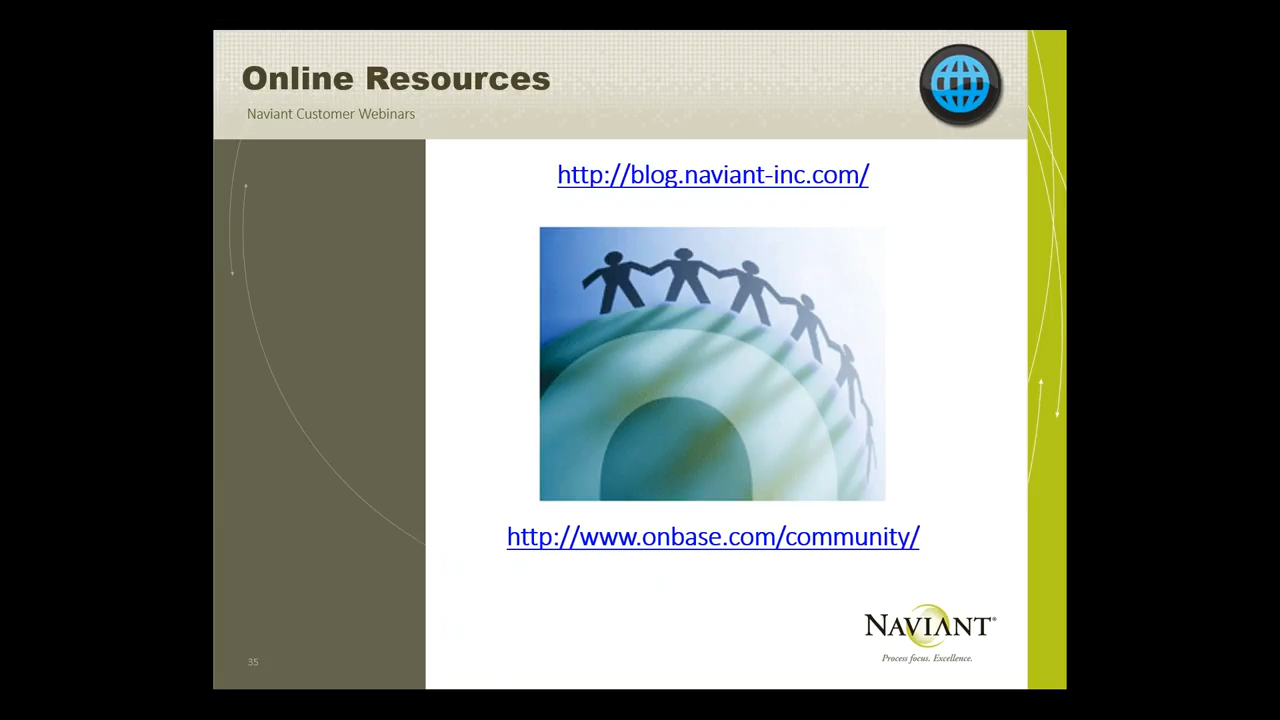 Online Resources
Naviant Customer Webinars
http://blog.naviant-inc.com/
http://www.onbase.com/community/
NAVIANT®
Process focus. Excellence.
35